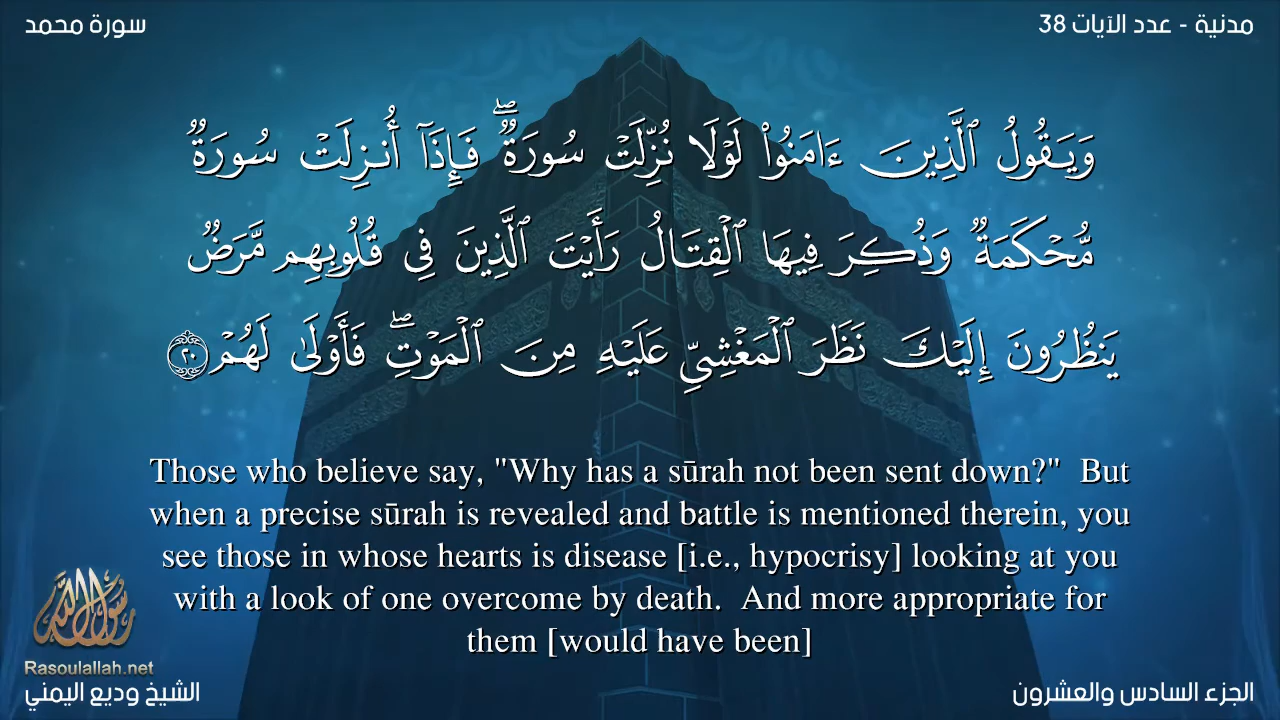 سورة محمد
مدنية - عدد الآيات 38
وَيَقُولُ ٱلَّذِينَ ءَامَنُوا۟ لَوْلَا نُزِّلَتْ سُورَةٌ ۖ فَإِذَآ أُنزِلَتْ سُورَةٌ
مُّحْكَمَةٌ وَذُكِرَ فِيهَا ٱلْقِتَالُ رَأَيْتَ ٱلَّذِينَ فِى قُلُوبِهِم مَّرَضٌ
يَنظُرُونَ إِلَيْكَ نَظَرَ ٱلْمَغْشِىِّ عَلَيْهِ مِنَ ٱلْمَوْتِ ۖ فَأَوْلَىٰ لَهُمْ ٢٠
Those who believe say, "Why has a sūrah not been sent down?"  But
when a precise sūrah is revealed and battle is mentioned therein, you
see those in whose hearts is disease [i.e., hypocrisy] looking at you
with a look of one overcome by death.  And more appropriate for
them [would have been]
رسول الله
Rasoulallah.net
الشيخ وديع اليمني
الجزء السادس والعشرون